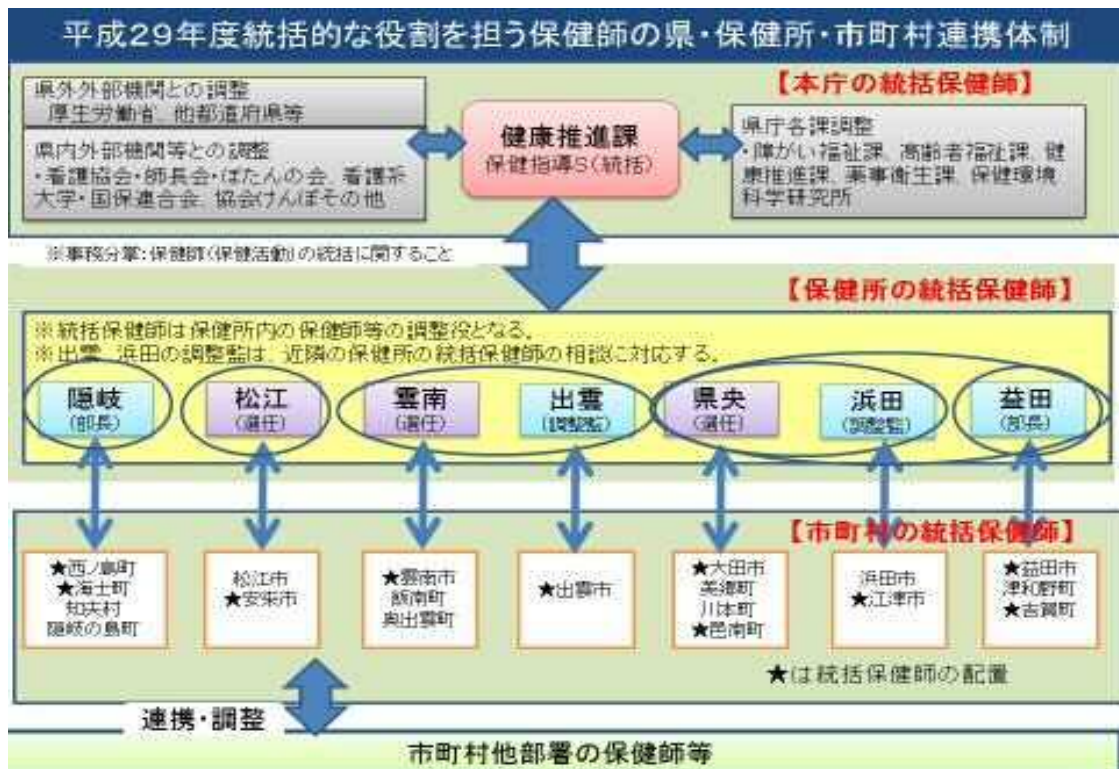 平成29年度統括的な役割を担う保健師の県・保健所・市町村連携体制
【本庁の統括保健師】
県外外部機関との調整
厚生労働省、他都道府県等
県内外部機関等との調整
・看護協会・師長会・ぼたんの会、看護系
大学・国保連合会、協会けんぽその他
健康推進課
保健指導S(統括)
県庁各課調整
・障がい福祉課、高齢者福祉課、健
康推進課、薬事衛生課、保健環境
科学研究所
※事務分掌:保健師(保健活動)の統括に関すること
【保健所の統括保健師】
※統括保健師は保健所内の保健師等の調整役となる。
※出雲、浜田の調整監は、近隣の保健所の統括保健師の相談に対応する。
隠岐
(部長)
松江
(選任)
雲南
(選任)
出雲
(調整監)
県央
(選任)
浜田
(調整監)
益田
(部長)
【市町村の統括保健師】
★西ノ島町
★海士町
知夫村
隠岐の島町
松江市
★安来市
★雲南市
飯南町
奥出雲町
★出雲市
★大田市
美郷町
川本町
★邑南町
浜田市
★江津市
★益田市
津和野町
★吉賀町
★は統括保健師の配置
連携・調整
市町村他部署の保健師等